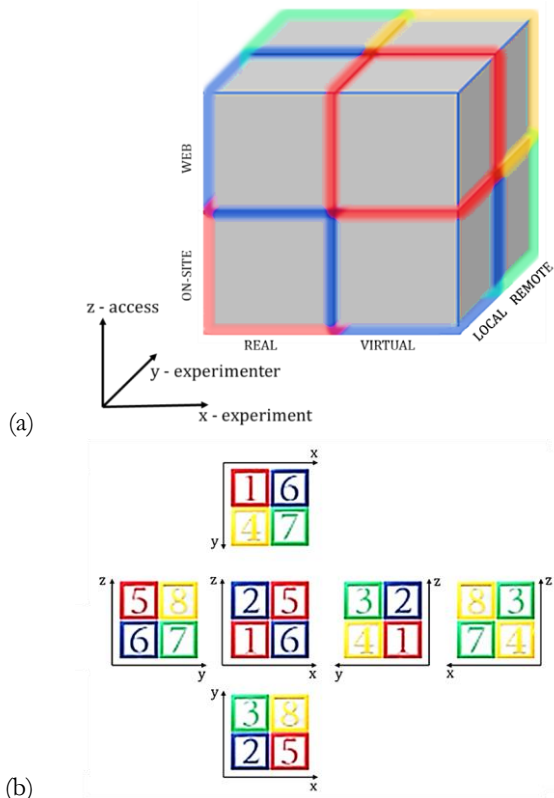 WEB
ON-SITE
z - access
y - experimenter
x - experiment
REAL
VIRTUAL
LOCAL REMOTE
(a)
x
1 6
4 7
y
z
5 8
6 7
y
z
2 5
1 6
x
z
3 2
4 1
y
z
8 3
7 4
x
y
3 8
2 5
x
(b)